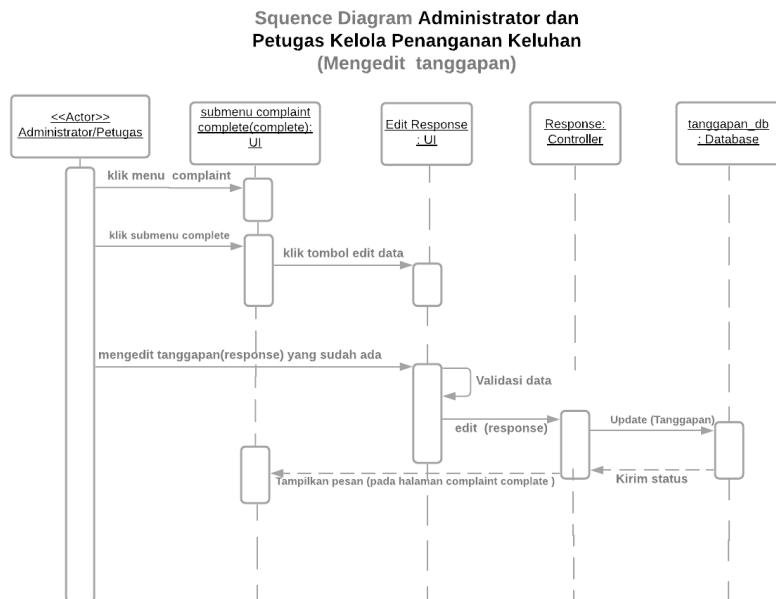 Squence Diagram Administrator dan
Petugas Kelola Penanganan Keluhan
(Mengedit tanggapan)
<<Actor>>
Administrator/Petugas
submenu complaint
complete(complete):
UI
Edit Response
: UI
Response:
Controller
tanggapan_db
: Database
klik menu complaint
klik submenu complete
klik tombol edit data
mengedit tanggapan(response) yang sudah ada
Validasi data
edit (response)
Update (Tanggapan)
Kirim status
Tampilkan pesan (pada halaman complaint complate )